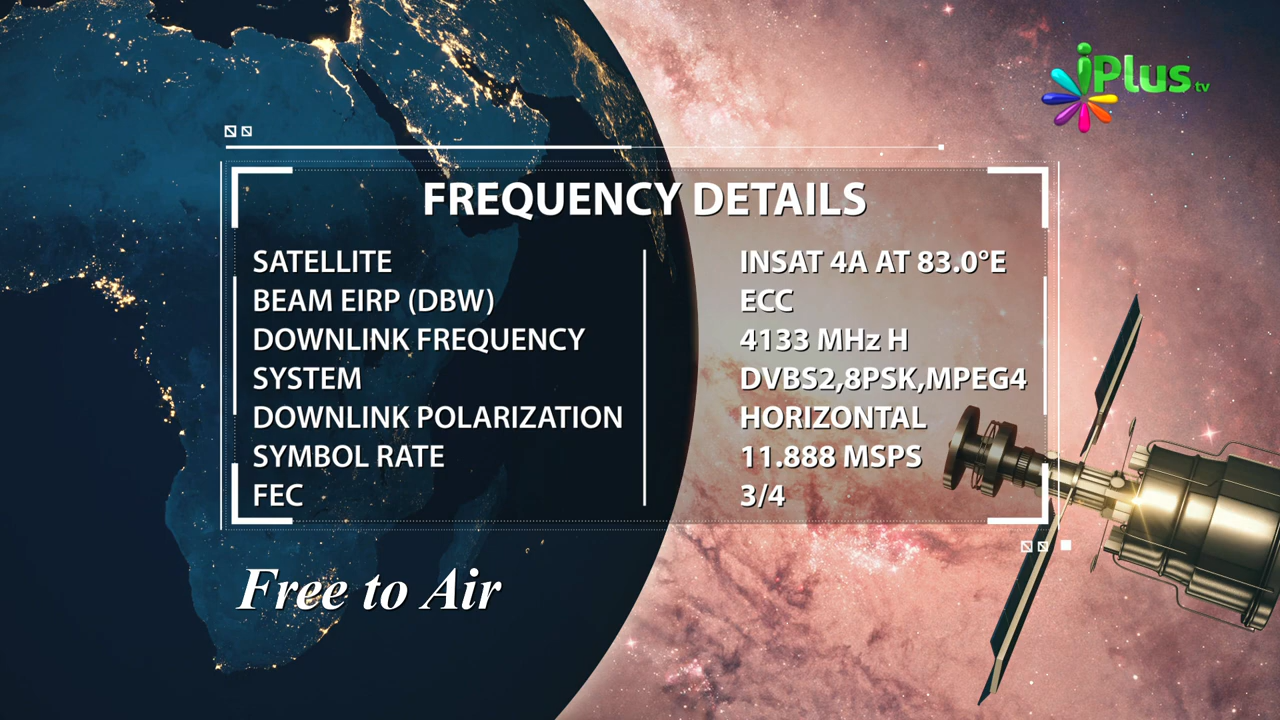 iPlus tv
FREQUENCY DETAILS
SATELLITE INSAT 4A AT 83.0°E
BEAM EIRP (DBW) ECC
DOWNLINK FREQUENCY 4133 MHz H
SYSTEM DVBS2,8PSK,MPEG4
DOWNLINK POLARIZATION HORIZONTAL
SYMBOL RATE 11.888 MSPS
FEC 3/4
Free to Air